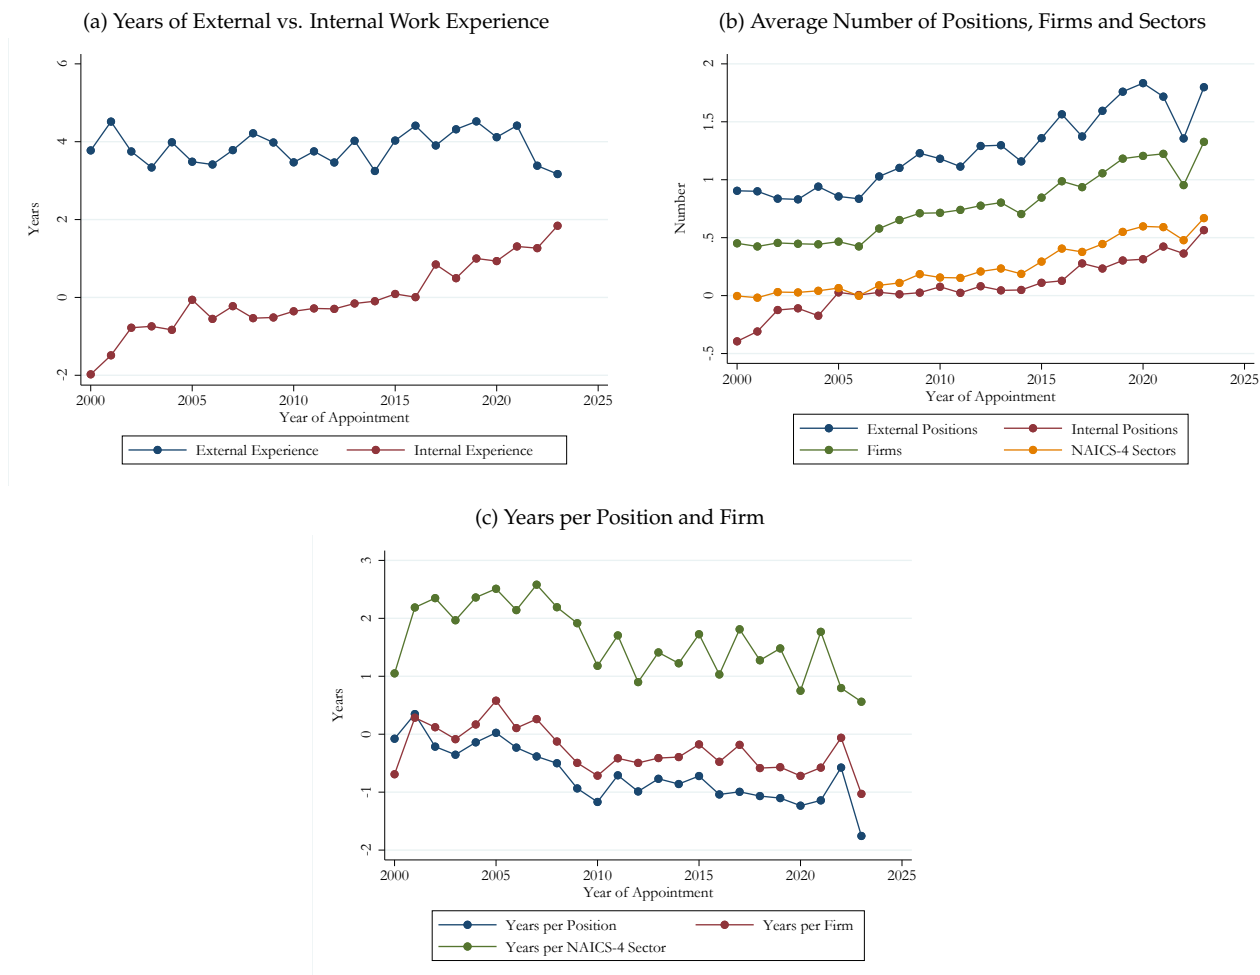 (a) Years of External vs. Internal Work Experience
Years
6
4
2
0
-2
2000 2005 2010 2015 2020 2025
Year of Appointment
External Experience Internal Experience
(b) Average Number of Positions, Firms and Sectors
Number
2
1.5
1
.5
0
-.5
2000 2005 2010 2015 2020 2025
Year of Appointment
External Positions Internal Positions
Firms NAICS-4 Sectors
(c) Years per Position and Firm
Years
3
2
1
0
-1
-2
2000 2005 2010 2015 2020 2025
Year of Appointment
Years per Position Years per Firm
Years per NAICS-4 Sector